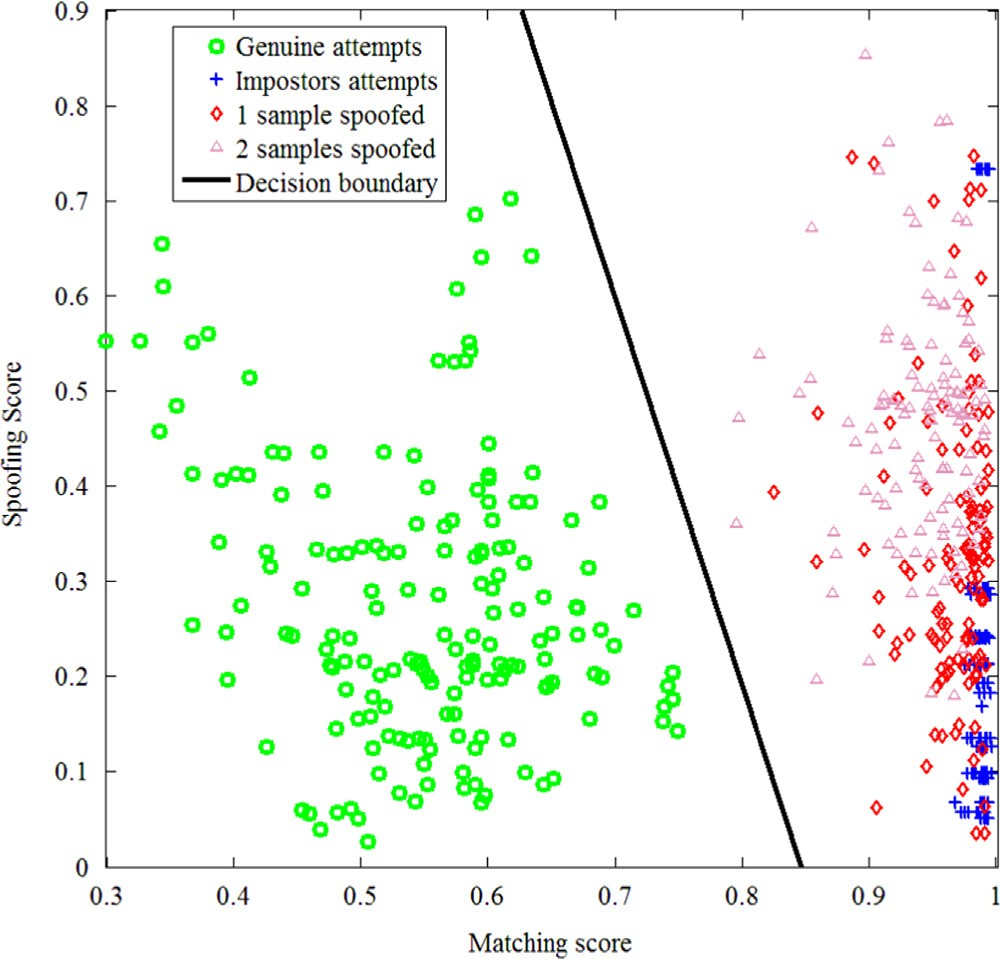 0.9
0.8
0.7
0.6
0.5
0.4
0.3
0.2
0.1
0
Spoofing Score
Genuine attempts
Impostors attempts
1 sample spoofed
2 samples spoofed
Decision boundary
0.3 0.4 0.5 0.6 0.7 0.8 0.9 1
Matching score